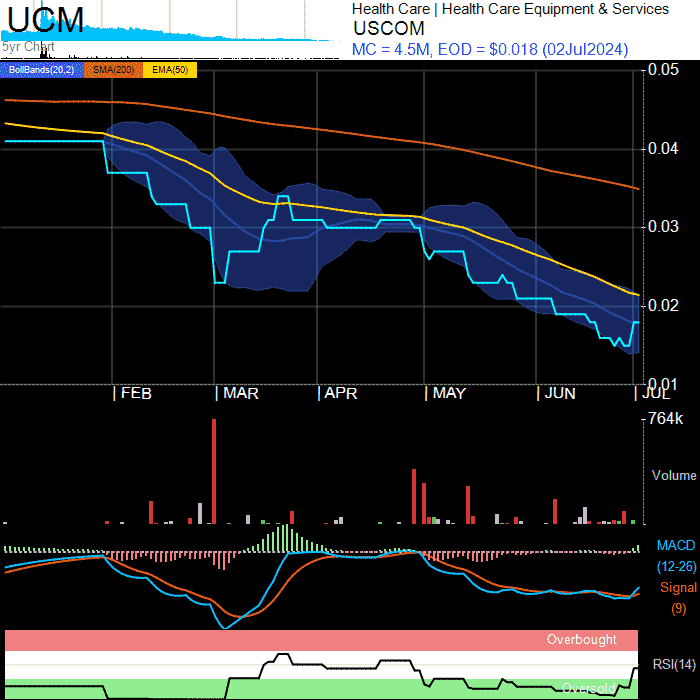 UCM
Health Care | Health Care Equipment & Services
USCOM
5yr Chart
MC = 4.5M, EOD = $0.018 (02Jul2024)
BollBands(20,2) SMA(200) EMA(50)
0.05
0.04
0.03
0.02
0.01
FEB MAR APR MAY JUN JUL
764k
Volume
MACD
(12-26)
Signal
(9)
Overbought
RSI(14)
Oversold